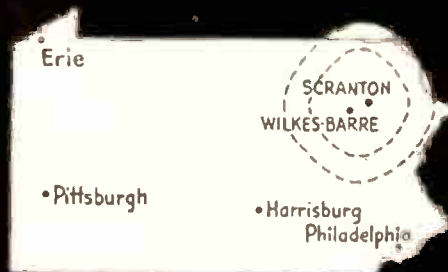 Erie
SCRANTON
WILKES-BARRE
Pittsburgh
Harrisburg
Philadelphia